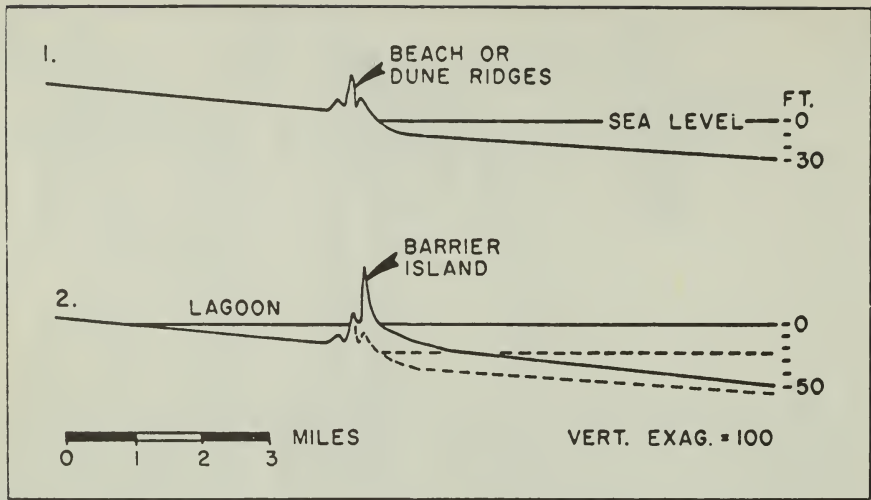 1.
BEACH OR
DUNE RIDGES
FT.
SEA LEVEL
0
30
BARRIER
ISLAND
2.
LAGOON
0
50
MILES
0 1 2 3
VERT. EXAG. = 100